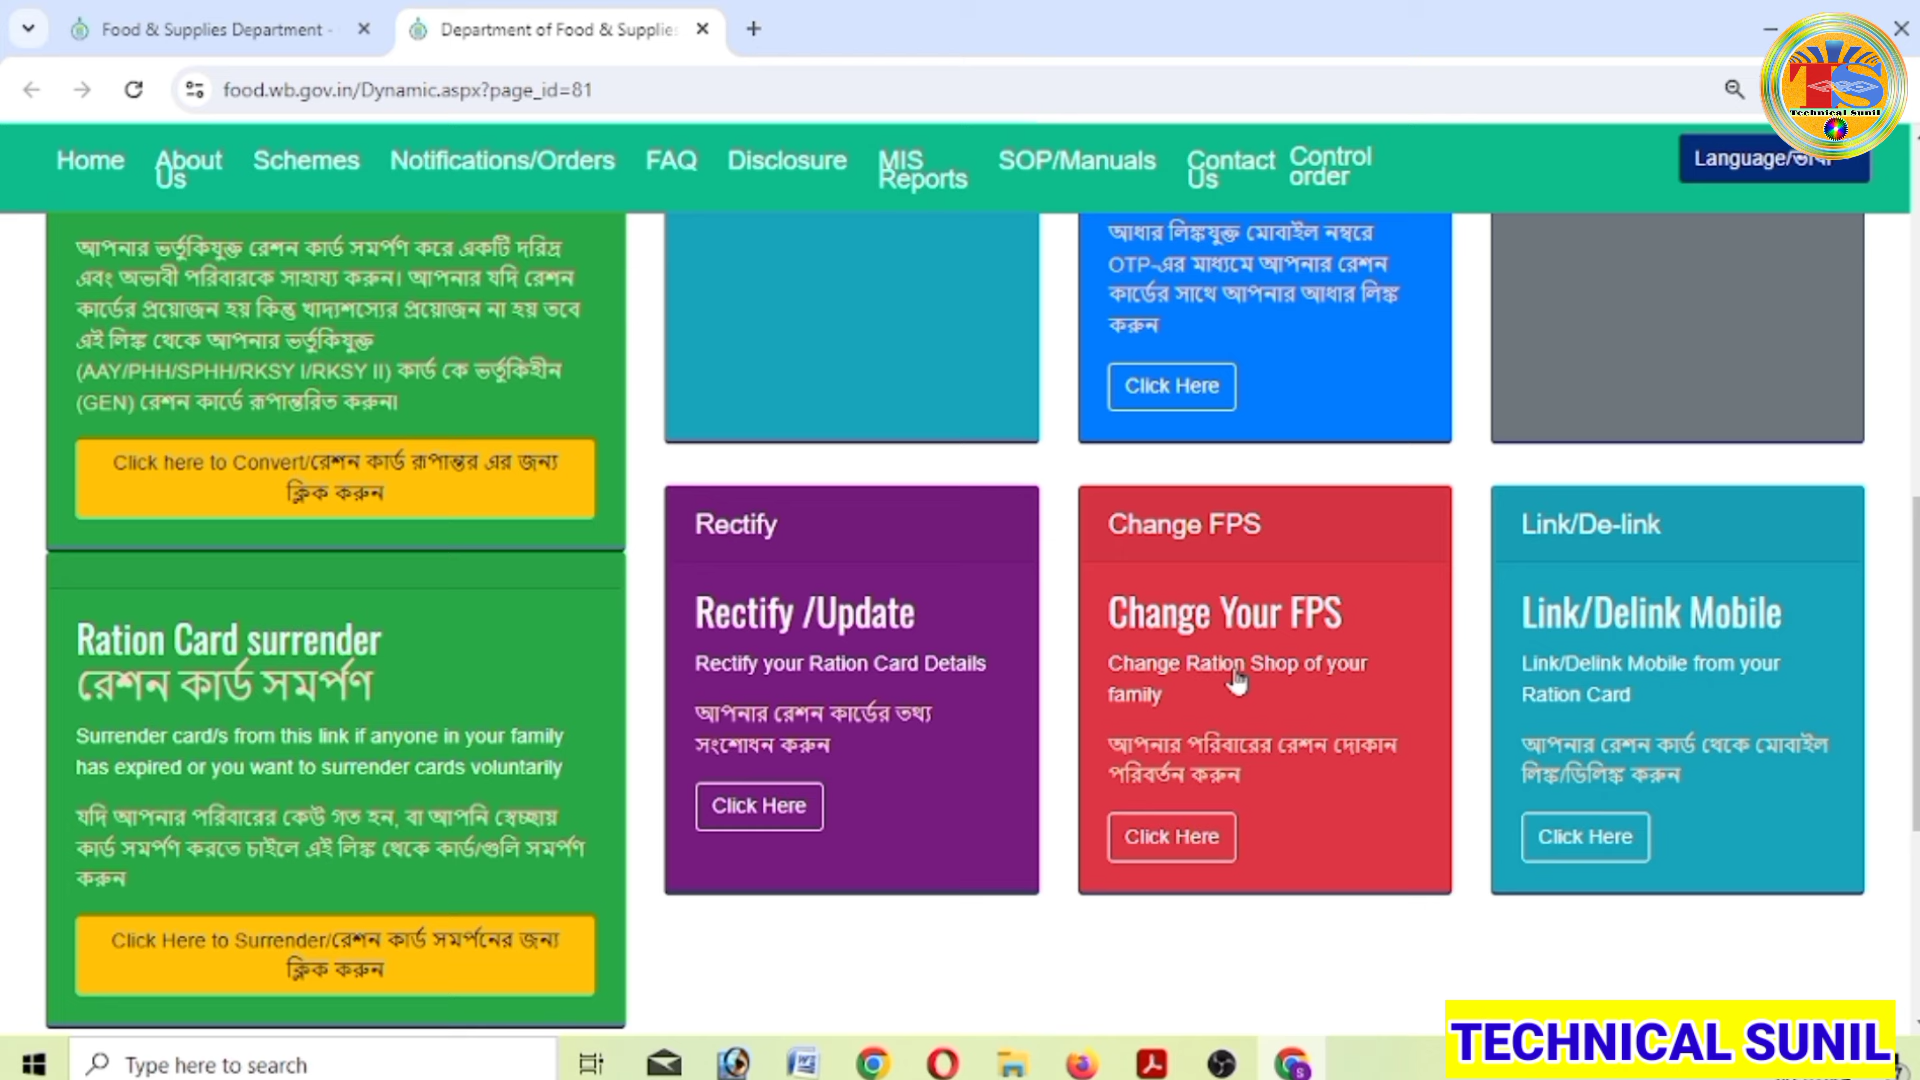 Food & Supplies Department -
Department of Food & Supplie
food.wb.gov.in/Dynamic.aspx?page_id=81
Technical Sunil
Home
About Us
Schemes
Notifications/Orders
FAQ
Disclosure
MIS Reports
SOP/Manuals
Contact Us
Control order
Language/ভাষা
আপনার ভর্তুকিযুক্ত রেশন কার্ড সমর্পণ করে একটি দরিদ্র
এবং অভাবী পরিবারকে সাহায্য করুন। আপনার যদি রেশন
কার্ডের প্রয়োজন হয় কিন্তু খাদ্যশস্যের প্রয়োজন না হয় তবে
এই লিঙ্ক থেকে আপনার ভর্তুকিযুক্ত
(AAY/PHH/SPHH/RKSY I/RKSY II) কার্ড কে ভর্তুকিহীন
(GEN) রেশন কার্ডে রূপান্তরিত করুন।
Click here to Convert/রেশন কার্ড রূপান্তর এর জন্য
ক্লিক করুন
আধার লিঙ্কযুক্ত মোবাইল নম্বরে
OTP-এর মাধ্যমে আপনার রেশন
কার্ডের সাথে আপনার আধার লিঙ্ক
করুন
Click Here
Ration Card surrender
রেশন কার্ড সমর্পণ
Surrender card/s from this link if anyone in your family
has expired or you want to surrender cards voluntarily
যদি আপনার পরিবারের কেউ গত হন, বা আপনি স্বেচ্ছায়
কার্ড সমর্পণ করতে চাইলে এই লিঙ্ক থেকে কার্ড/গুলি সমর্পণ
করুন
Click Here to Surrender/রেশন কার্ড সমর্পনের জন্য
ক্লিক করুন
Rectify
Rectify /Update
Rectify your Ration Card Details
আপনার রেশন কার্ডের তথ্য
সংশোধন করুন
Click Here
Change FPS
Change Your FPS
Change Ration Shop of your
family
আপনার পরিবারের রেশন দোকান
পরিবর্তন করুন
Click Here
Link/De-link
Link/Delink Mobile
Link/Delink Mobile from your
Ration Card
আপনার রেশন কার্ড থেকে মোবাইল
লিঙ্ক/ডিলিঙ্ক করুন
Click Here
TECHNICAL SUNIL
Type here to search